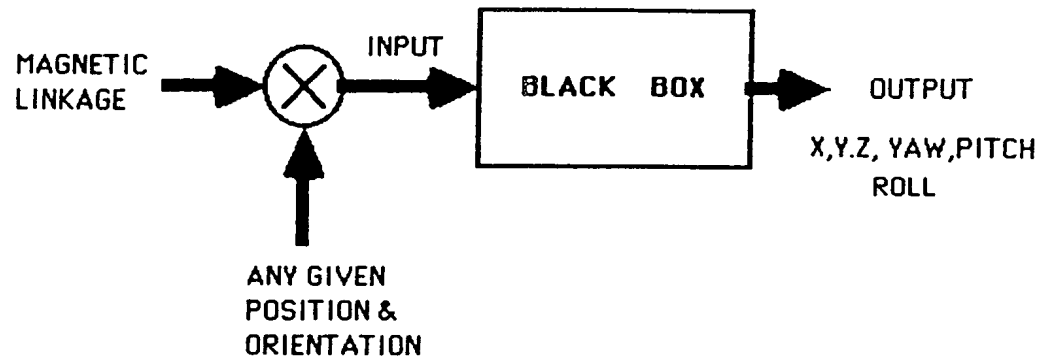 MAGNETIC
LINKAGE
INPUT
BLACK BOX
OUTPUT
X,Y.Z, YAW,PITCH
ROLL
ANY GIVEN
POSITION &
ORIENTATION